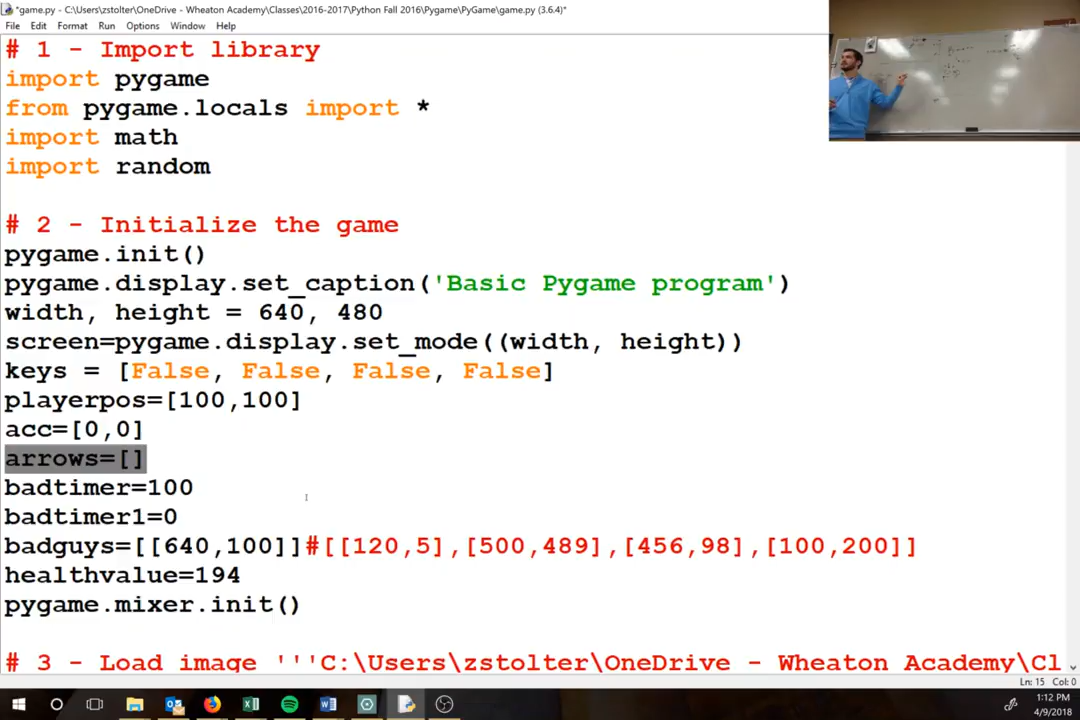 *game.py - C:\Users\zstolter\OneDrive - Wheaton Academy\Classes\2016-2017\Python Fall 2016\Pygame\PyGame\game.py (3.6.4)*
File Edit Format Run Options Window Help
# 1 - Import library
import pygame
from pygame.locals import *
import math
import random
# 2 - Initialize the game
pygame.init()
pygame.display.set_caption('Basic Pygame program')
width, height = 640, 480
screen=pygame.display.set_mode((width, height))
keys = [False, False, False, False]
playerpos=[100,100]
acc=[0,0]
arrows=[]
badtimer=100
badtimer1=0
badguys=[[640,100]]#[[120,5],[500,489],[456,98],[100,200]]
healthvalue=194
pygame.mixer.init()
# 3 - Load image '''C:\Users\zstolter\OneDrive - Wheaton Academy\Cl
Ln: 15 Col: 0
1:12 PM
4/9/2018